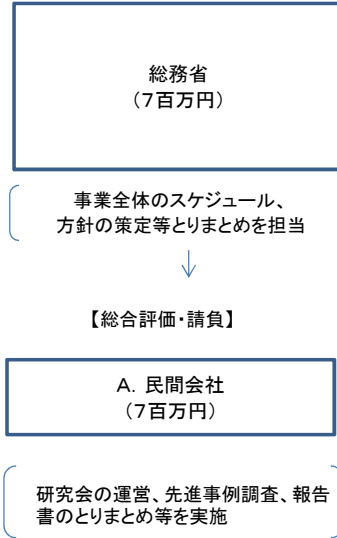 総務省
（７百万円）
事業全体のスケジュール、
方針の策定等とりまとめを担当
【総合評価・請負】
Ａ．民間会社
（７百万円）
研究会の運営、先進事例調査、報告
書のとりまとめ等を実施